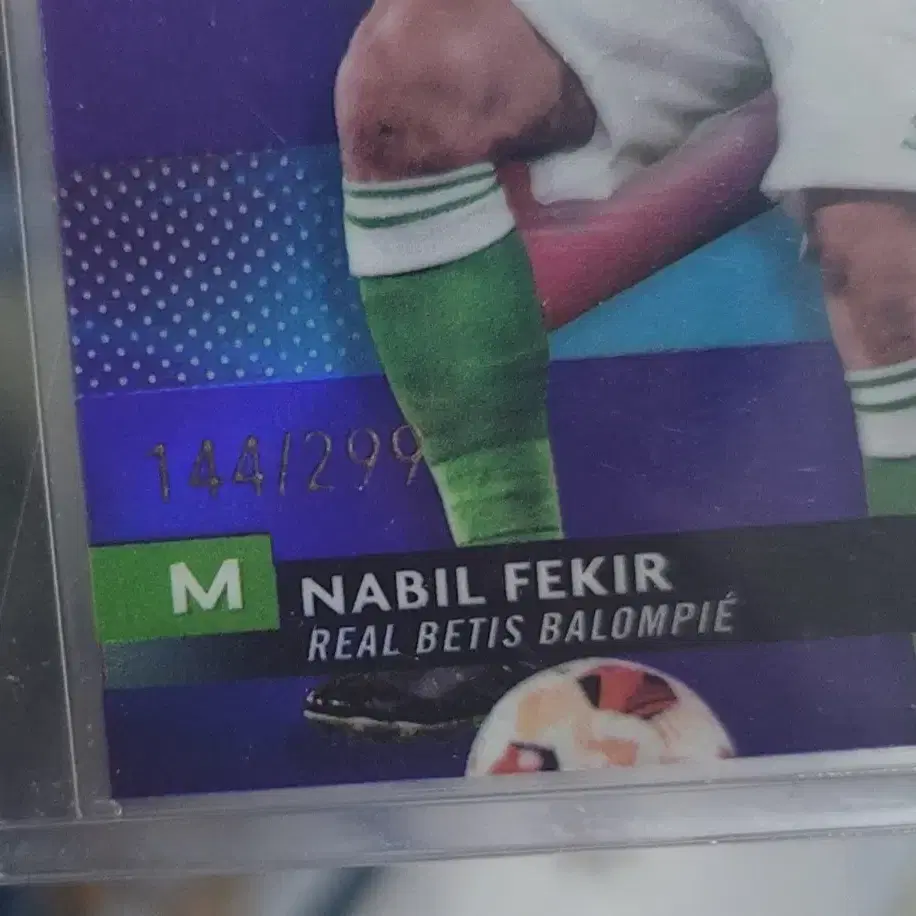 144/299
M
NABIL FEKIR
REAL BETIS BALOMPIÉ